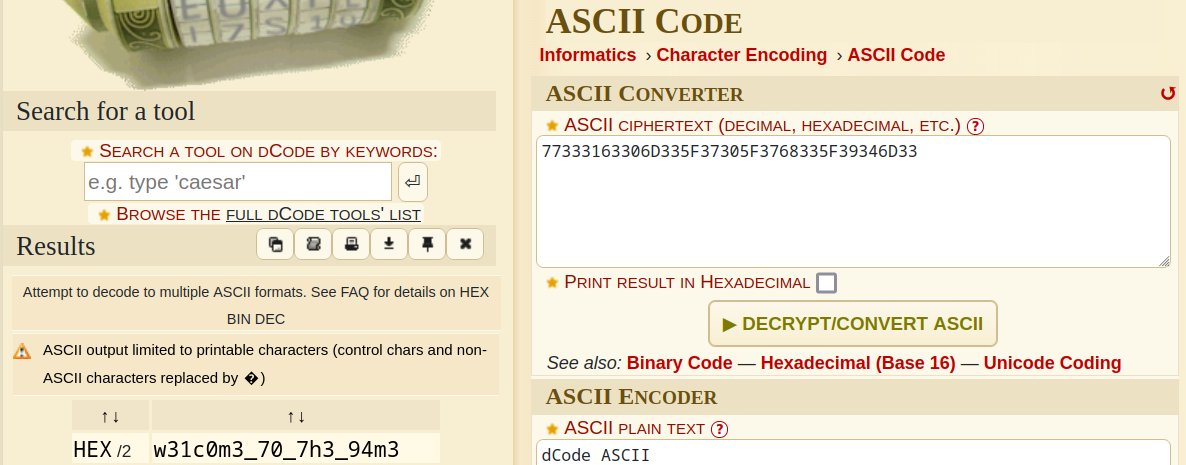 Search for a tool
★ SEARCH A TOOL ON DCODE BY KEYWORDS:
e.g. type 'caesar'
★ BROWSE THE FULL DCODE TOOLS' LIST
Results
Attempt to decode to multiple ASCII formats. See FAQ for details on HEX
BIN DEC
ASCII output limited to printable characters (control chars and non-
ASCII characters replaced by �)
↑↓ ↑↓
HEX /2 w31c0m3_70_7h3_94m3
ASCII CODE
Informatics › Character Encoding › ASCII Code
ASCII CONVERTER
★ ASCII CIPHERTEXT (DECIMAL, HEXADECIMAL, ETC.) ?
77333163306D335F37305F3768335F39346D33
★ PRINT RESULT IN HEXADECIMAL
▶ DECRYPT/CONVERT ASCII
See also: Binary Code — Hexadecimal (Base 16) — Unicode Coding
ASCII ENCODER
★ ASCII PLAIN TEXT ?
dCode ASCII